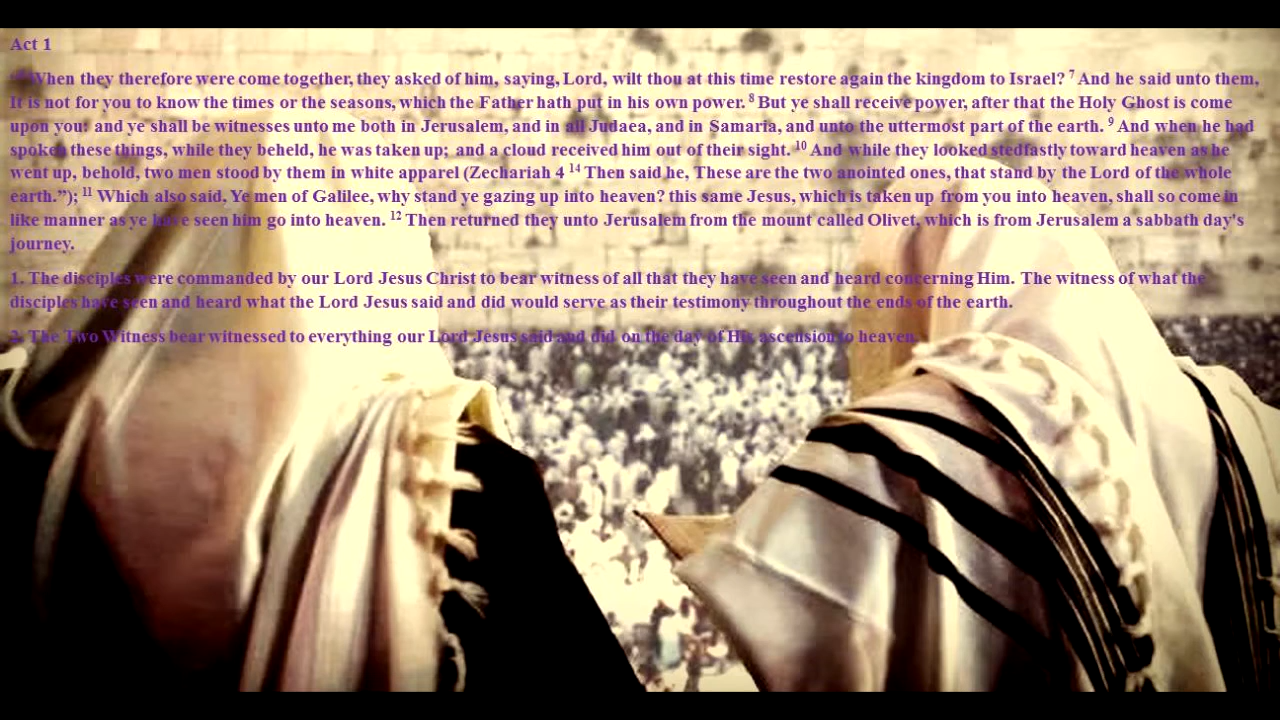 Act 1
When they therefore were come together, they asked of him, saying, Lord, wilt thou at this time restore again the kingdom to Israel? 7 And he said unto them,
It is not for you to know the times or the seasons, which the Father hath put in his own power. 8 But ye shall receive power, after that the Holy Ghost is come
upon you: and ye shall be witnesses unto me both in Jerusalem, and in all Judaea, and in Samaria, and unto the uttermost part of the earth. 9 And when he had
spoken these things, while they beheld, he was taken up; and a cloud received him out of their sight. 10 And while they looked stedfastly toward heaven as he
went up, behold, two men stood by them in white apparel (Zechariah 4 14 Then said he, These are the two anointed ones, that stand by the Lord of the whole
earth.”); 11 Which also said, Ye men of Galilee, why stand ye gazing up into heaven? this same Jesus, which is taken up from you into heaven, shall so come in
like manner as ye have seen him go into heaven. 12 Then returned they unto Jerusalem from the mount called Olivet, which is from Jerusalem a sabbath day's
journey.
1. The disciples were commanded by our Lord Jesus Christ to bear witness of all that they have seen and heard concerning Him. The witness of what the
disciples have seen and heard what the Lord Jesus said and did would serve as their testimony throughout the ends of the earth.
2. The Two Witness bear witnessed to everything our Lord Jesus said and did on the day of His ascension to heaven.